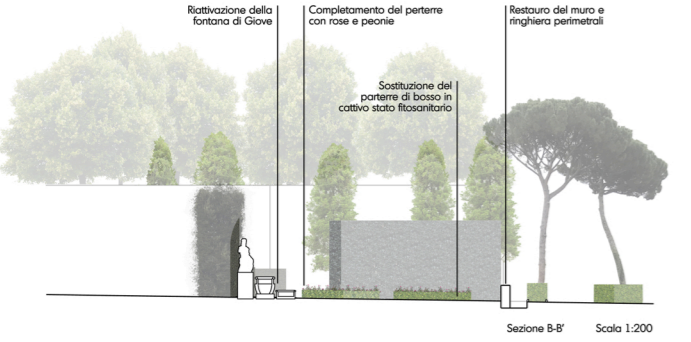 Riattivazione della
fontana di Giove
Completamento del perterre
con rose e peonie
Restauro del muro e
ringhiera perimetrali
Sostituzione del
parterre di bosso in
cattivo stato fitosanitario
Sezione B-B'
Scala 1:200